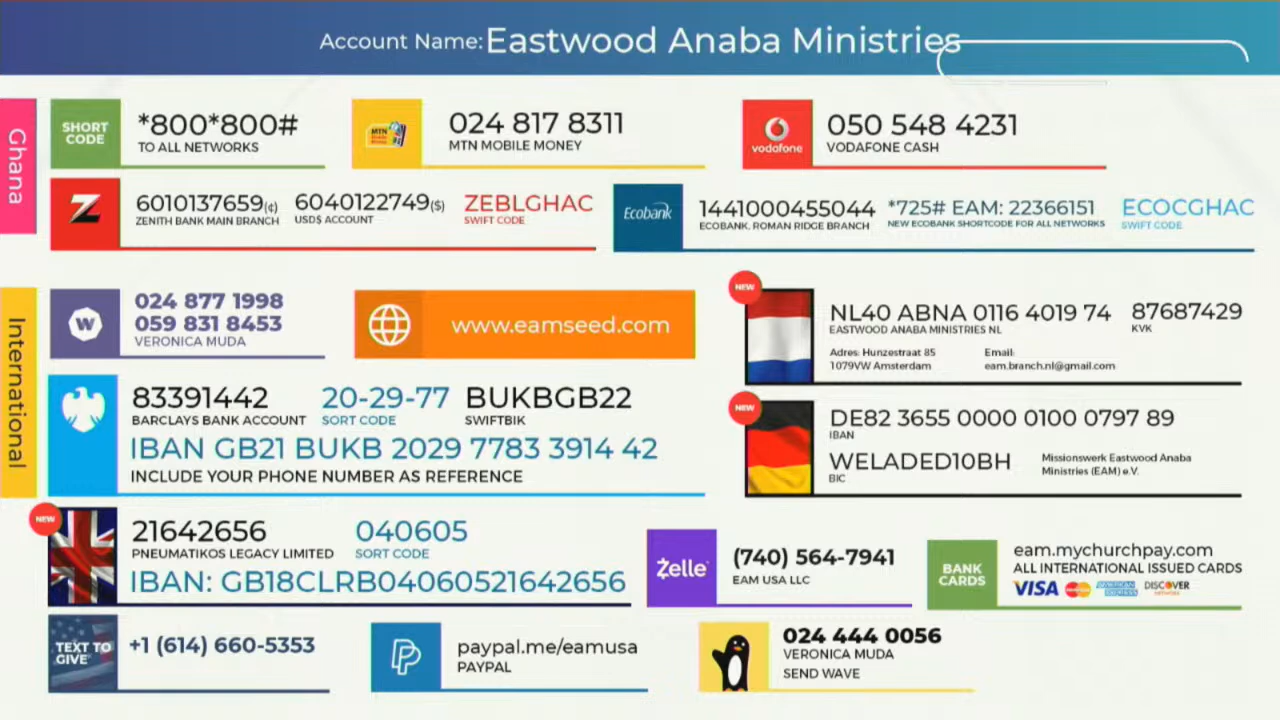 Account Name: Eastwood Anaba Ministries
Ghana
SHORT
CODE
*800*800#
TO ALL NETWORKS
024 817 8311
MTN MOBILE MONEY
vodafone
050 548 4231
VODAFONE CASH
6010137659(¢)
ZENITH BANK MAIN BRANCH
6040122749($)
USD$ ACCOUNT
ZEBLGHAC
SWIFT CODE
Ecobank
1441000455044
ECOBANK. ROMAN RIDGE BRANCH
*725# EAM: 22366151
NEW ECOBANK SHORTCODE FOR ALL NETWORKS
ECOCGHAC
SWIFT CODE
International
W
024 877 1998
059 831 8453
VERONICA MUDA
www.eamseed.com
NEW
NL40 ABNA 0116 4019 74
EASTWOOD ANABA MINISTRIES NL
87687429
KVK
Adres: Hunzestraat 85
1079VW Amsterdam
Email:
eam.branch.nl@gmail.com
83391442
BARCLAYS BANK ACCOUNT
20-29-77
SORT CODE
BUKBGB22
SWIFTBIK
IBAN GB21 BUKB 2029 7783 3914 42
INCLUDE YOUR PHONE NUMBER AS REFERENCE
NEW
DE82 3655 0000 0100 0797 89
IBAN
WELADED10BH
BIC
Missionswerk Eastwood Anaba
Ministries (EAM) e.V.
NEW
21642656
PNEUMATIKOS LEGACY LIMITED
040605
SORT CODE
IBAN: GB18CLRB04060521642656
Zelle
(740) 564-7941
EAM USA LLC
BANK
CARDS
eam.mychurchpay.com
ALL INTERNATIONAL ISSUED CARDS
VISA
AMERICAN EXPRESS
DISCOVER
TEXT TO
GIVE
+1 (614) 660-5353
paypal.me/eamusa
PAYPAL
024 444 0056
VERONICA MUDA
SEND WAVE